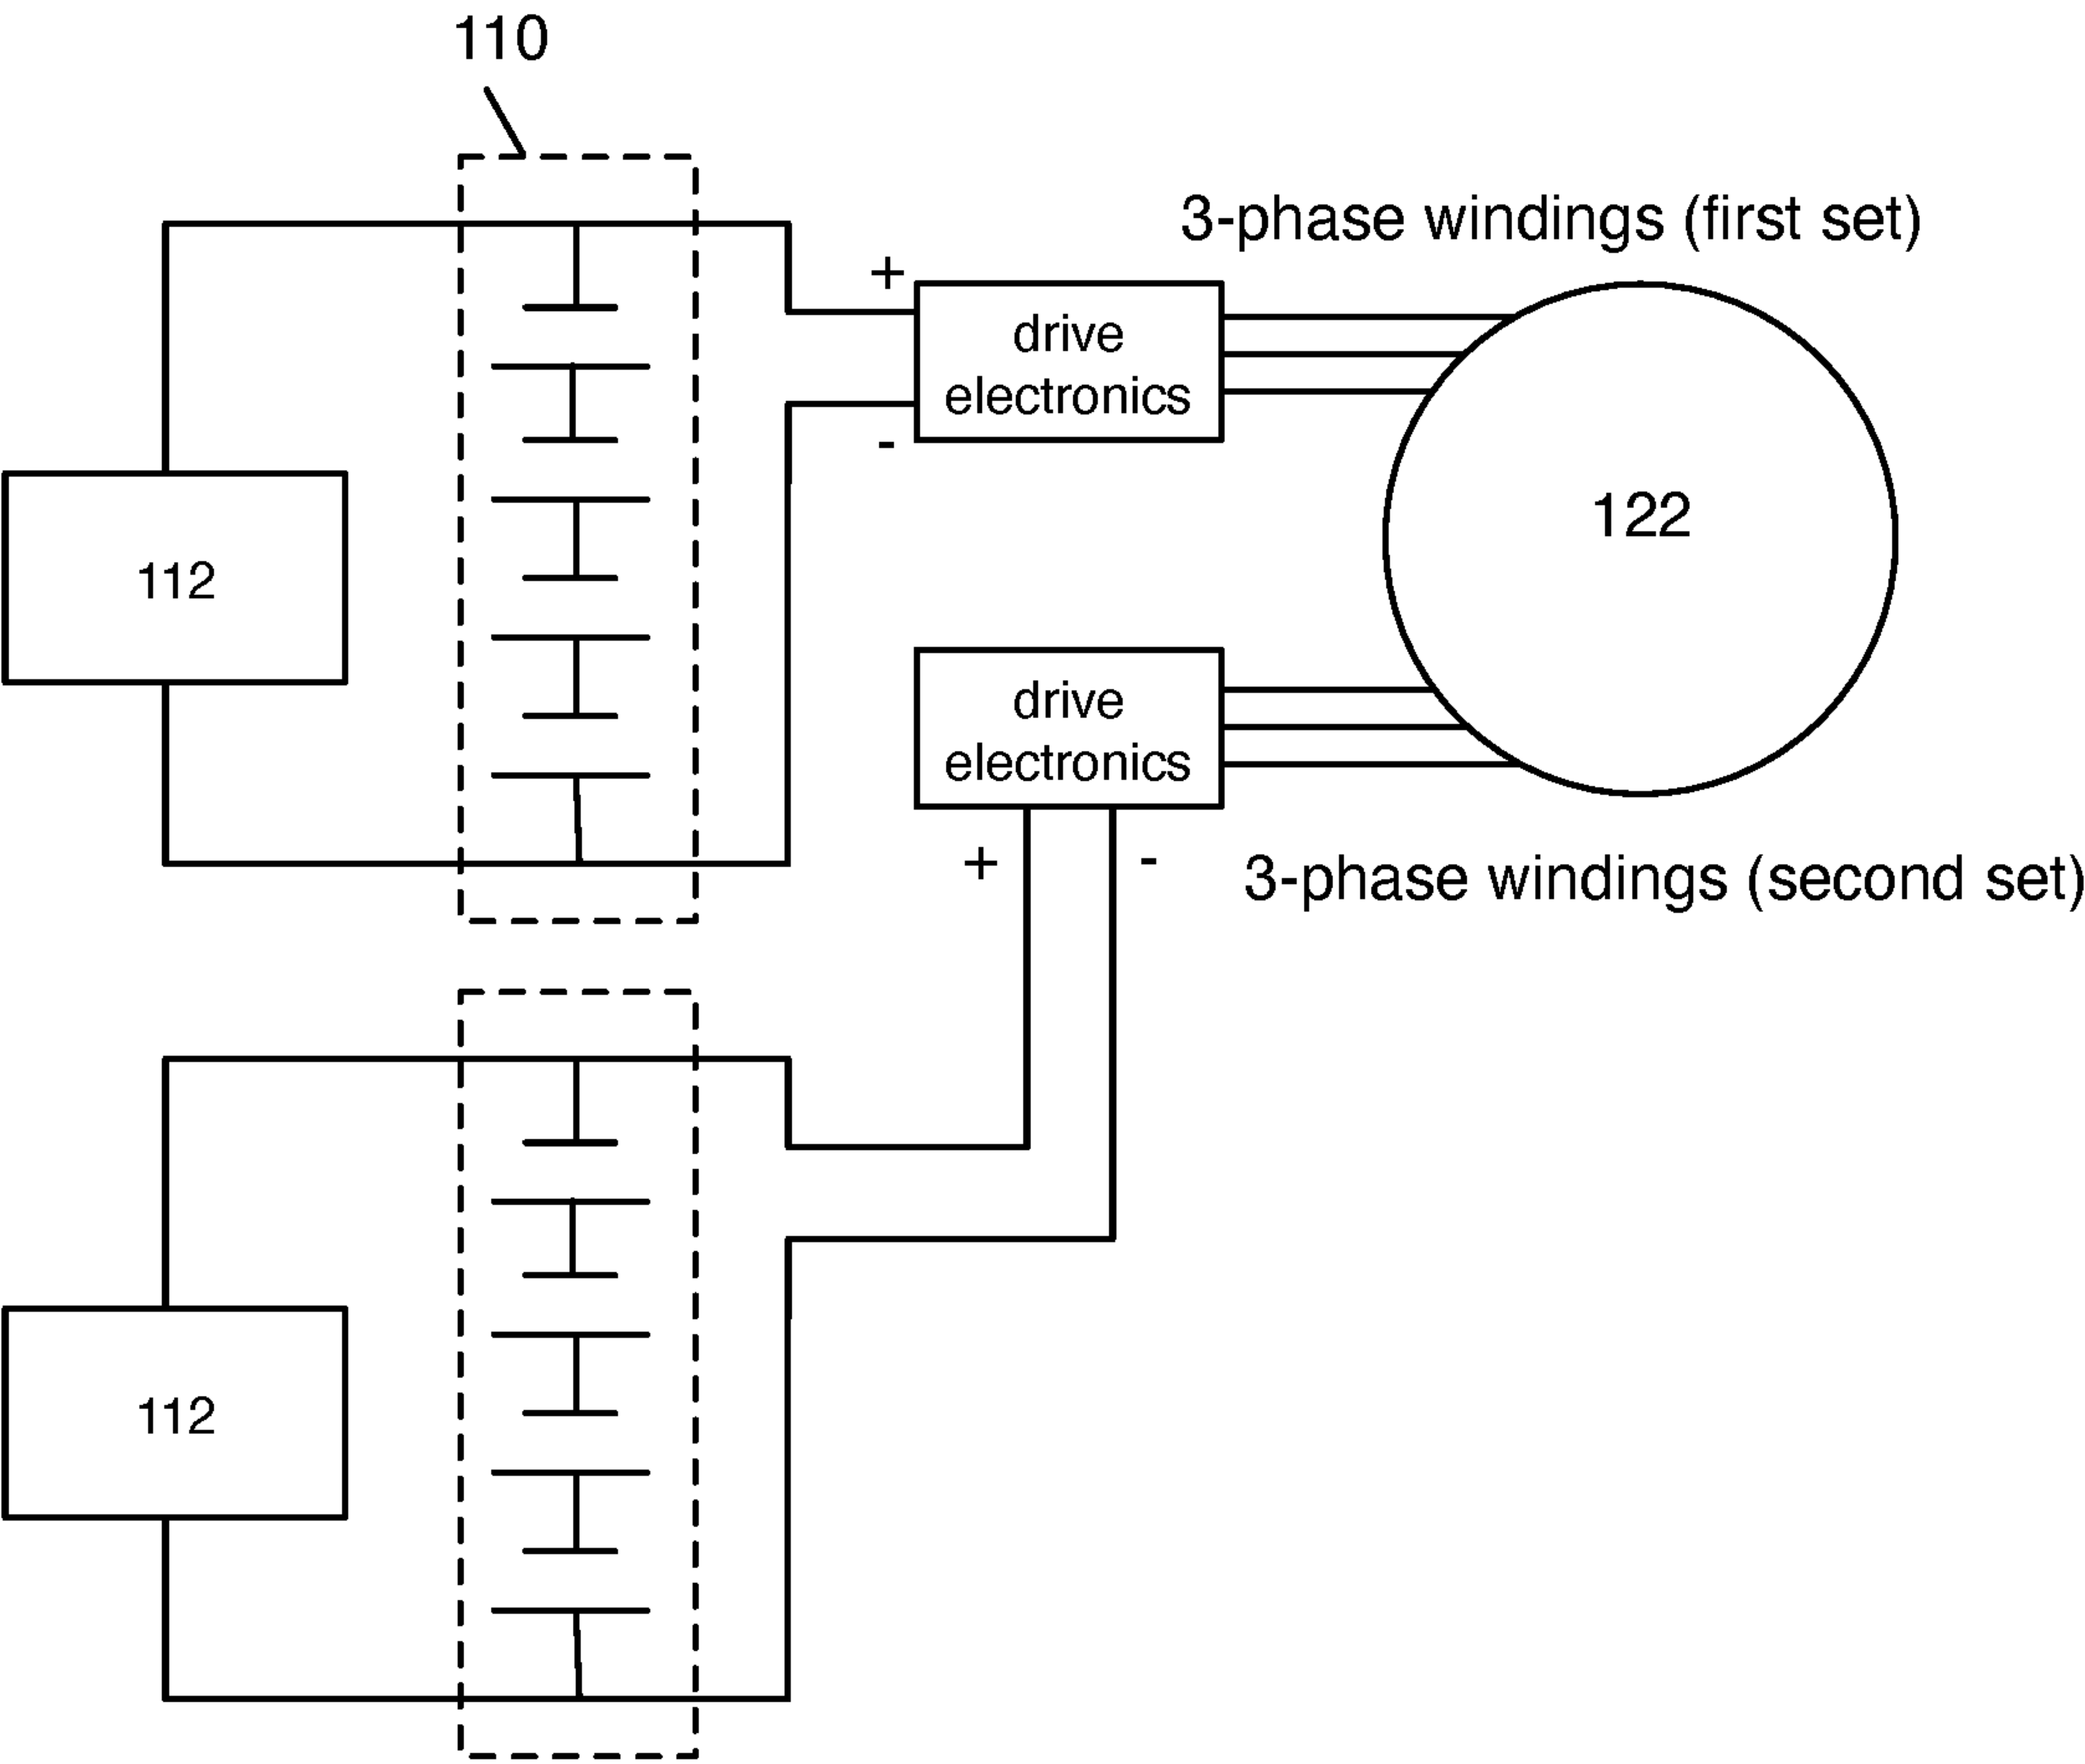 110
3-phase windings (first set)
+
drive
electronics
-
122
112
drive
electronics
+
-
3-phase windings (second set)
112